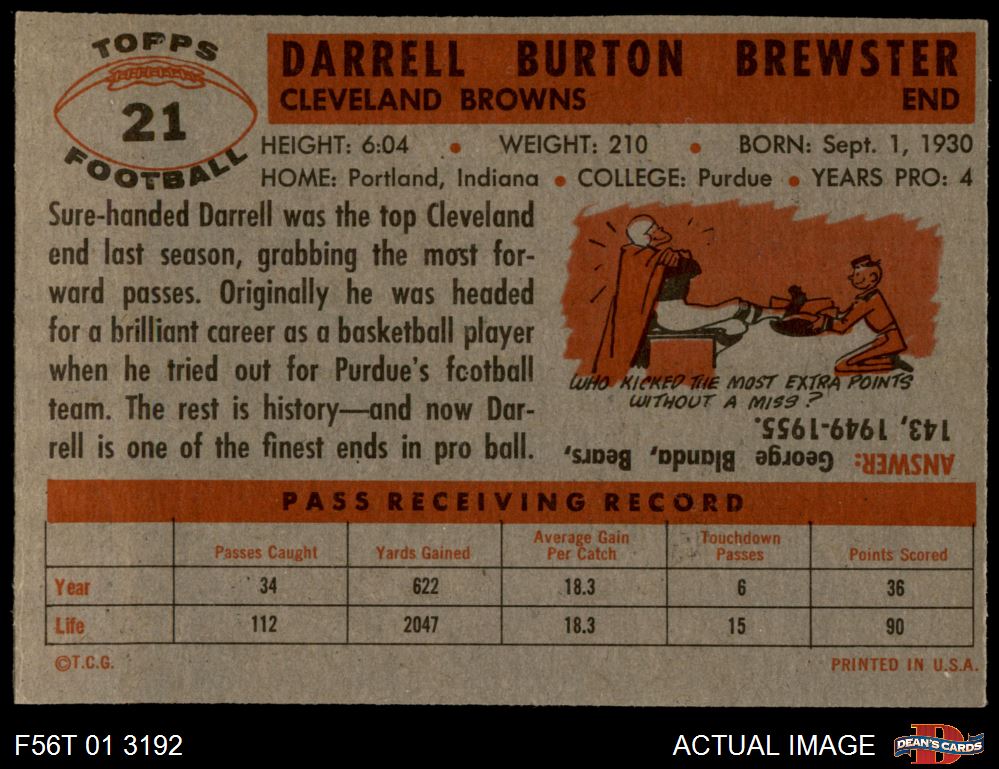 TOPPS
21
FOOTBALL
DARRELL BURTON BREWSTER
CLEVELAND BROWNS END
HEIGHT: 6:04 • WEIGHT: 210 • BORN: Sept. 1, 1930
HOME: Portland, Indiana • COLLEGE: Purdue • YEARS PRO: 4
Sure-handed Darrell was the top Cleveland
end last season, grabbing the most for-
ward passes. Originally he was headed
for a brilliant career as a basketball player
when he tried out for Purdue's football
team. The rest is history—and now Dar-
rell is one of the finest ends in pro ball.
WHO KICKED THE MOST EXTRA POINTS
WITHOUT A MISS?
ANSWER: George Blanda, Bears,
143, 1949-1955.
PASS RECEIVING RECORD
Passes Caught Yards Gained Average Gain Per Catch Touchdown Passes Points Scored
Year 34 622 18.3 6 36
Life 112 2047 18.3 15 90
©T.C.G. PRINTED IN U.S.A.
F56T 01 3192 ACTUAL IMAGE D DEAN'S CARDS